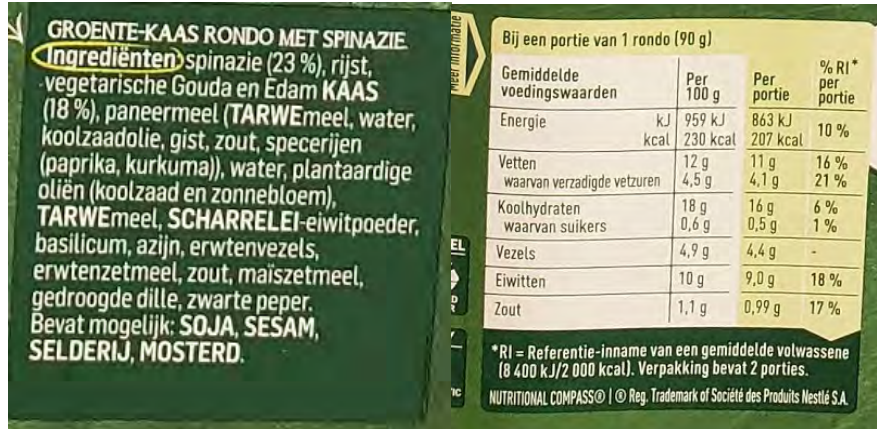 GROENTE-KAAS RONDO MET SPINAZIE.
Ingrediënten: spinazie (23 %), rijst,
vegetarische Gouda en Edam KAAS
(18 %), paneermeel (TARWEmeel, water,
koolzaadolie, gist, zout, specerijen
(paprika, kurkuma)), water, plantaardige
oliën (koolzaad en zonnebloem),
TARWEmeel, SCHARRELEI-eiwitpoeder,
basilicum, azijn, erwtenvezels,
erwtenzetmeel, zout, maïszetmeel,
gedroogde dille, zwarte peper.
Bevat mogelijk: SOJA, SESAM,
SELDERIJ, MOSTERD.
Meer informatie
Bij een portie van 1 rondo (90 g)
Gemiddelde voedingswaarden Per 100 g Per portie % RI* per portie
Energie kJ 959 kJ 863 kJ 10 %
kcal 230 kcal 207 kcal
Vetten 12 g 11 g 16 %
waarvan verzadigde vetzuren 4,5 g 4,1 g 21 %
Koolhydraten 18 g 16 g 6 %
waarvan suikers 0,6 g 0,5 g 1 %
Vezels 4,9 g 4,4 g -
Eiwitten 10 g 9,0 g 18 %
Zout 1,1 g 0,99 g 17 %
*RI = Referentie-inname van een gemiddelde volwassene
(8 400 kJ/2 000 kcal). Verpakking bevat 2 porties.
NUTRITIONAL COMPASS® | ® Reg. Trademark of Société des Produits Nestlé S.A.